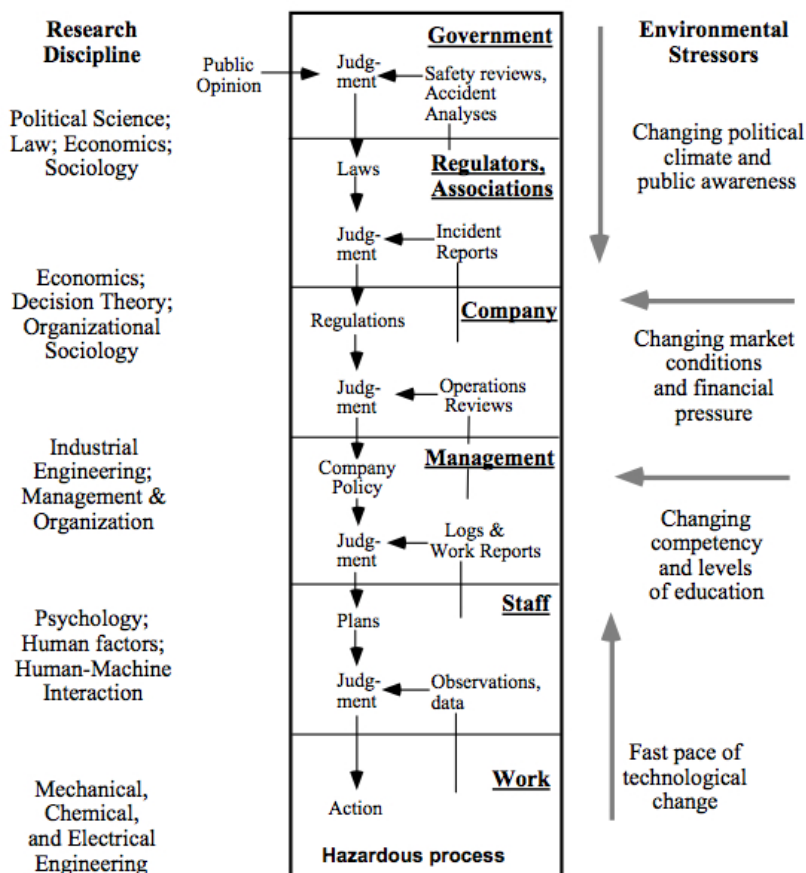 Research
Discipline
Political Science;
Law; Economics;
Sociology
Economics;
Decision Theory;
Organizational
Sociology
Industrial
Engineering;
Management &
Organization
Psychology;
Human factors;
Human-Machine
Interaction
Mechanical,
Chemical,
and Electrical
Engineering
Public
Opinion
Government
Judg-
ment
Safety reviews,
Accident
Analyses
Regulators,
Associations
Laws
Judg-
ment
Incident
Reports
Company
Regulations
Judg-
ment
Operations
Reviews
Management
Company
Policy
Judg-
ment
Logs &
Work Reports
Staff
Plans
Judg-
ment
Observations,
data
Work
Action
Hazardous process
Environmental
Stressors
Changing political
climate and
public awareness
Changing market
conditions
and financial
pressure
Changing
competency
and levels
of education
Fast pace of
technological
change